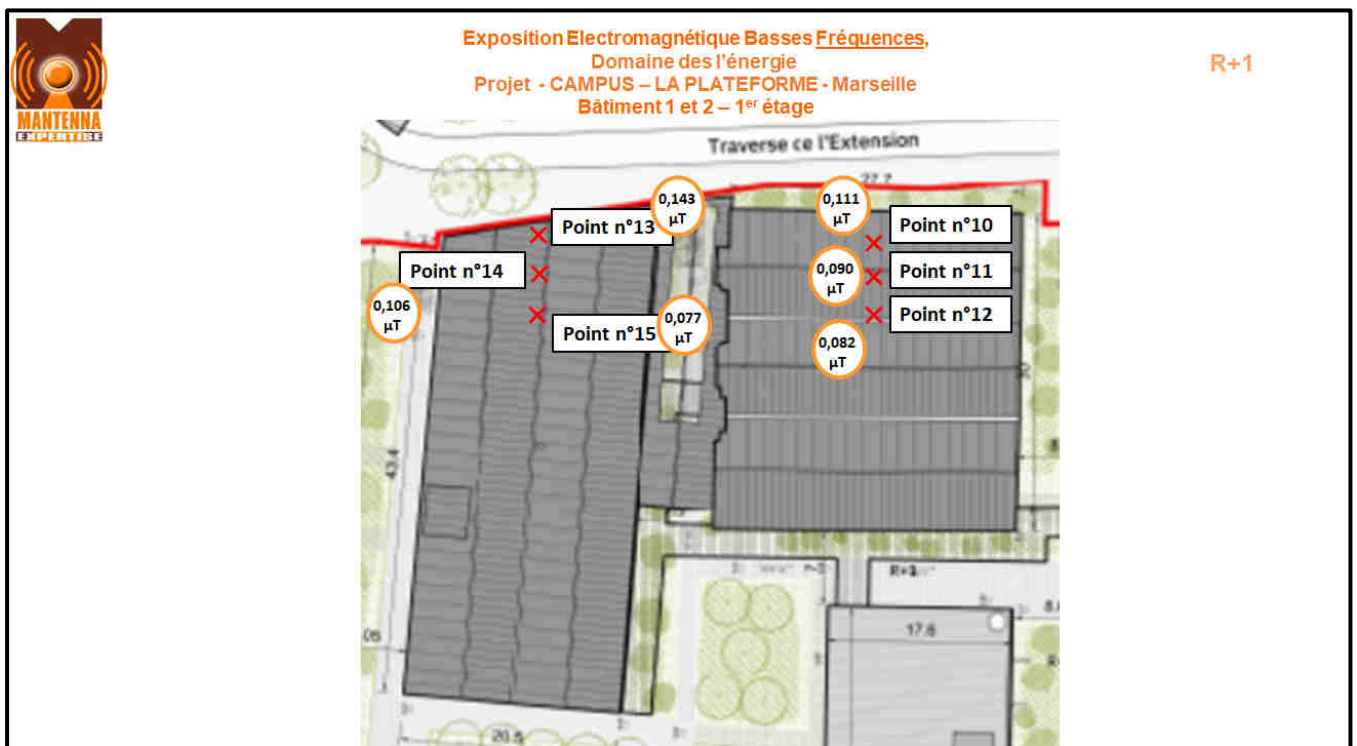 MANTENNA
EXPERTISE
Exposition Electromagnétique Basses Fréquences,
Domaine des l'énergie
Projet - CAMPUS – LA PLATEFORME - Marseille
Bâtiment 1 et 2 – 1er étage
R+1
Traverse ce l'Extension
27.7
0,143
µT
0,111
µT
Point n°13
Point n°10
Point n°14
0,090
µT
Point n°11
0,106
µT
Point n°15
0,077
µT
Point n°12
0,082
µT
43.4
17.6
20.5